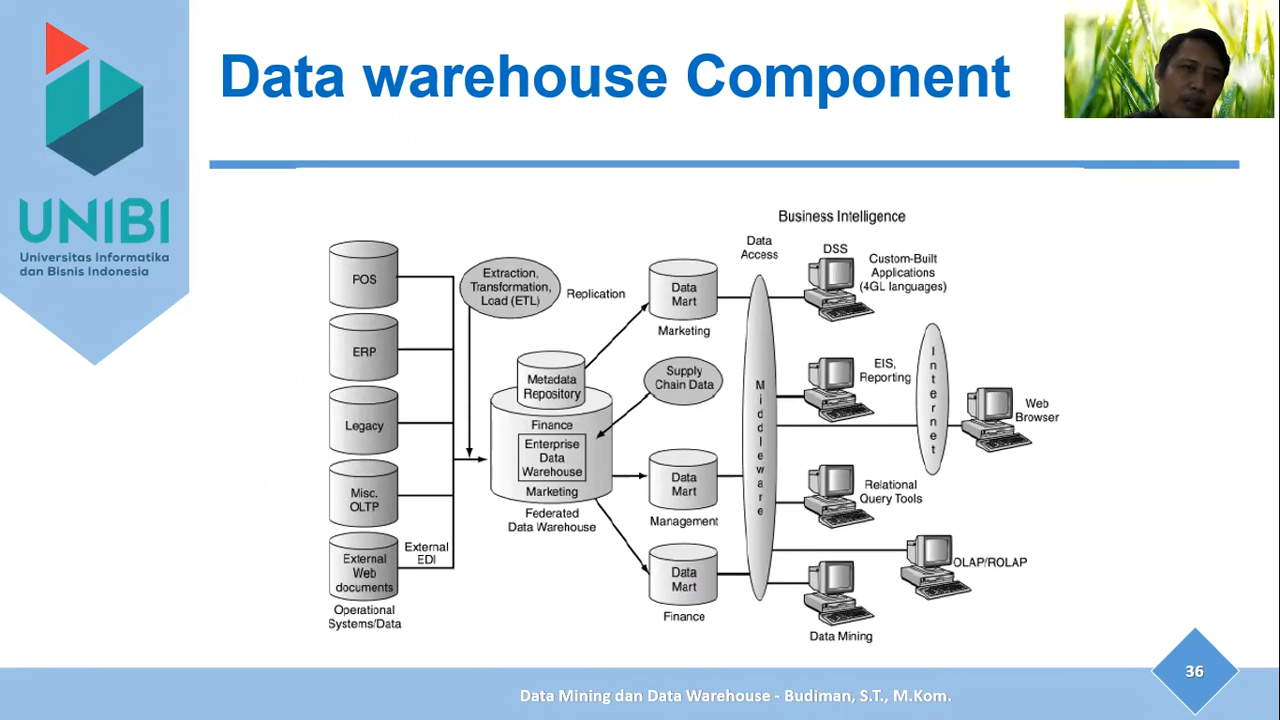 Data warehouse Component
UNIBI
Universitas Informatika
dan Bisnis Indonesia
Business Intelligence
POS
ERP
Legacy
Misc.
OLTP
External
Web
documents
Operational
Systems/Data
External
EDI
Extraction,
Transformation,
Load (ETL)
Replication
Metadata
Repository
Finance
Enterprise
Data
Warehouse
Marketing
Federated
Data Warehouse
Supply
Chain Data
Data
Mart
Marketing
Data
Mart
Management
Data
Mart
Finance
Data
Access
Middleware
DSS
Custom-Built
Applications
(4GL languages)
EIS,
Reporting
Internet
Web
Browser
Relational
Query Tools
OLAP/ROLAP
Data Mining
36
Data Mining dan Data Warehouse - Budiman, S.T., M.Kom.